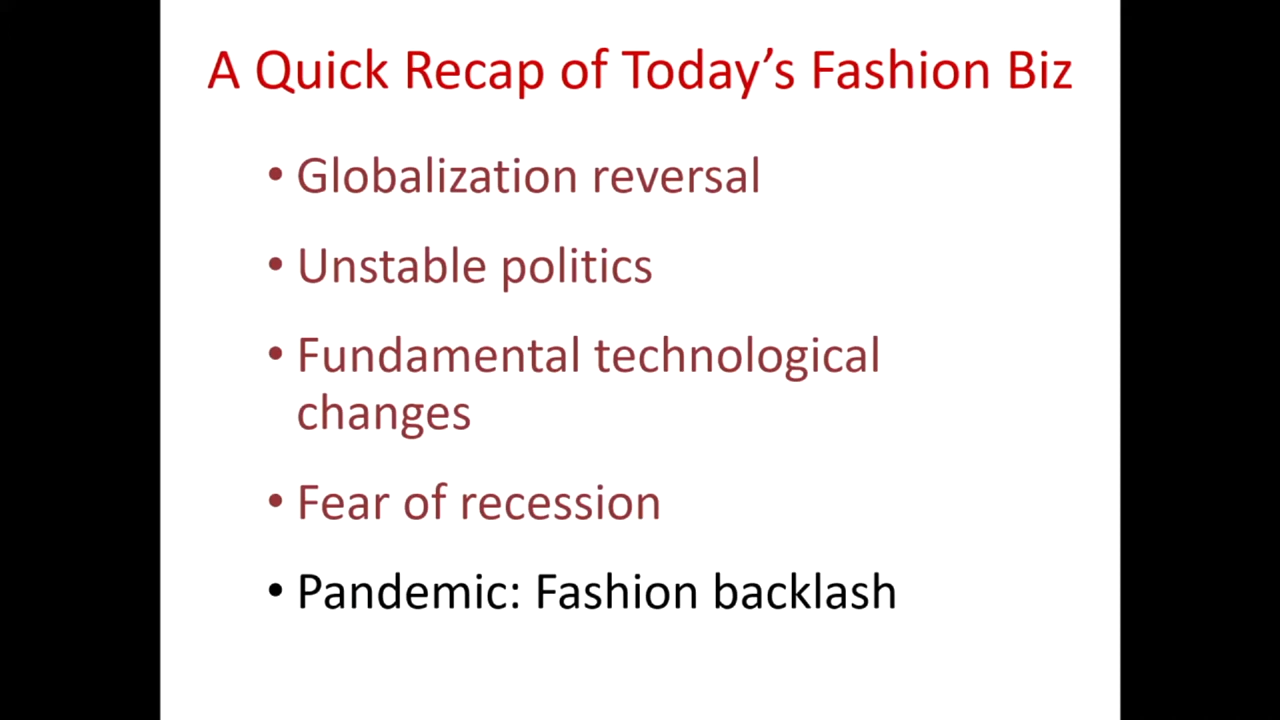 A Quick Recap of Today’s Fashion Biz
• Globalization reversal
• Unstable politics
• Fundamental technological
changes
• Fear of recession
• Pandemic: Fashion backlash